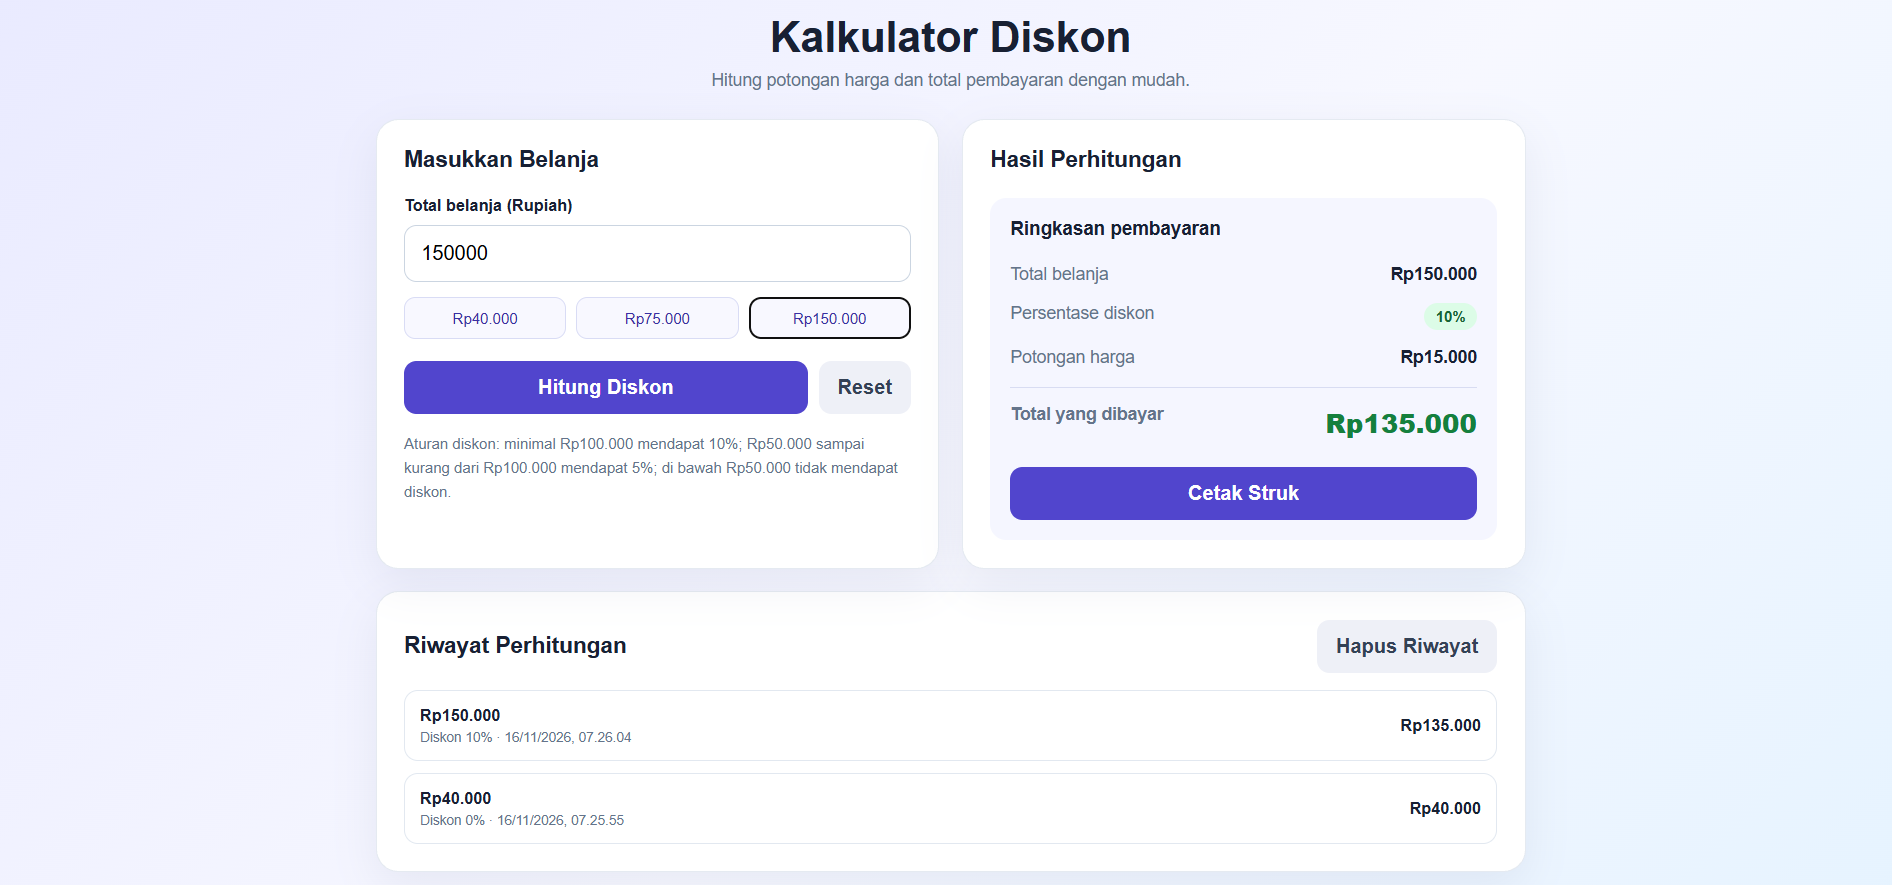 Kalkulator Diskon
Hitung potongan harga dan total pembayaran dengan mudah.
Masukkan Belanja
Total belanja (Rupiah)
150000
Rp40.000
Rp75.000
Rp150.000
Hitung Diskon
Reset
Aturan diskon: minimal Rp100.000 mendapat 10%; Rp50.000 sampai
kurang dari Rp100.000 mendapat 5%; di bawah Rp50.000 tidak mendapat
diskon.
Hasil Perhitungan
Ringkasan pembayaran
Total belanja Rp150.000
Persentase diskon 10%
Potongan harga Rp15.000
Total yang dibayar Rp135.000
Cetak Struk
Riwayat Perhitungan
Hapus Riwayat
Rp150.000
Diskon 10% · 16/11/2026, 07.26.04
Rp135.000
Rp40.000
Diskon 0% · 16/11/2026, 07.25.55
Rp40.000